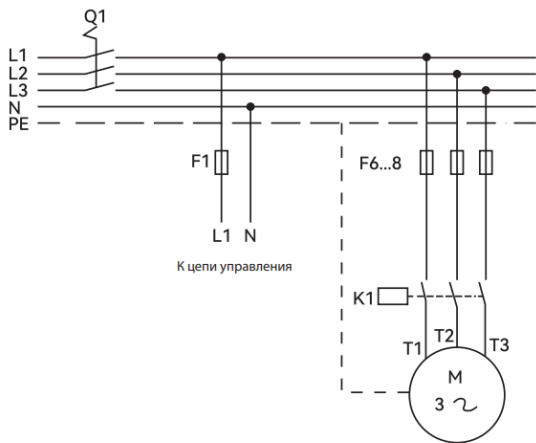 Q1
L1
L2
L3
N
PE
F1
F6...8
L1 N
К цепи управления
K1
T1 T2 T3
M
3 ~